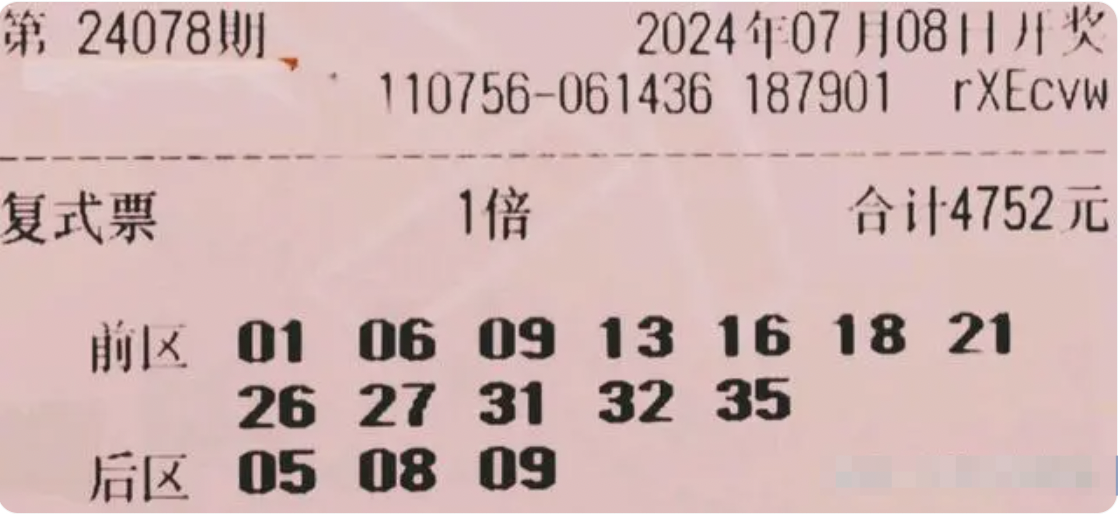 第 24078期 2024年07月08日开奖
110756-061436 187901 rXEcvw
复式票 1倍 合计4752元
前区 01 06 09 13 16 18 21
26 27 31 32 35
后区 05 08 09